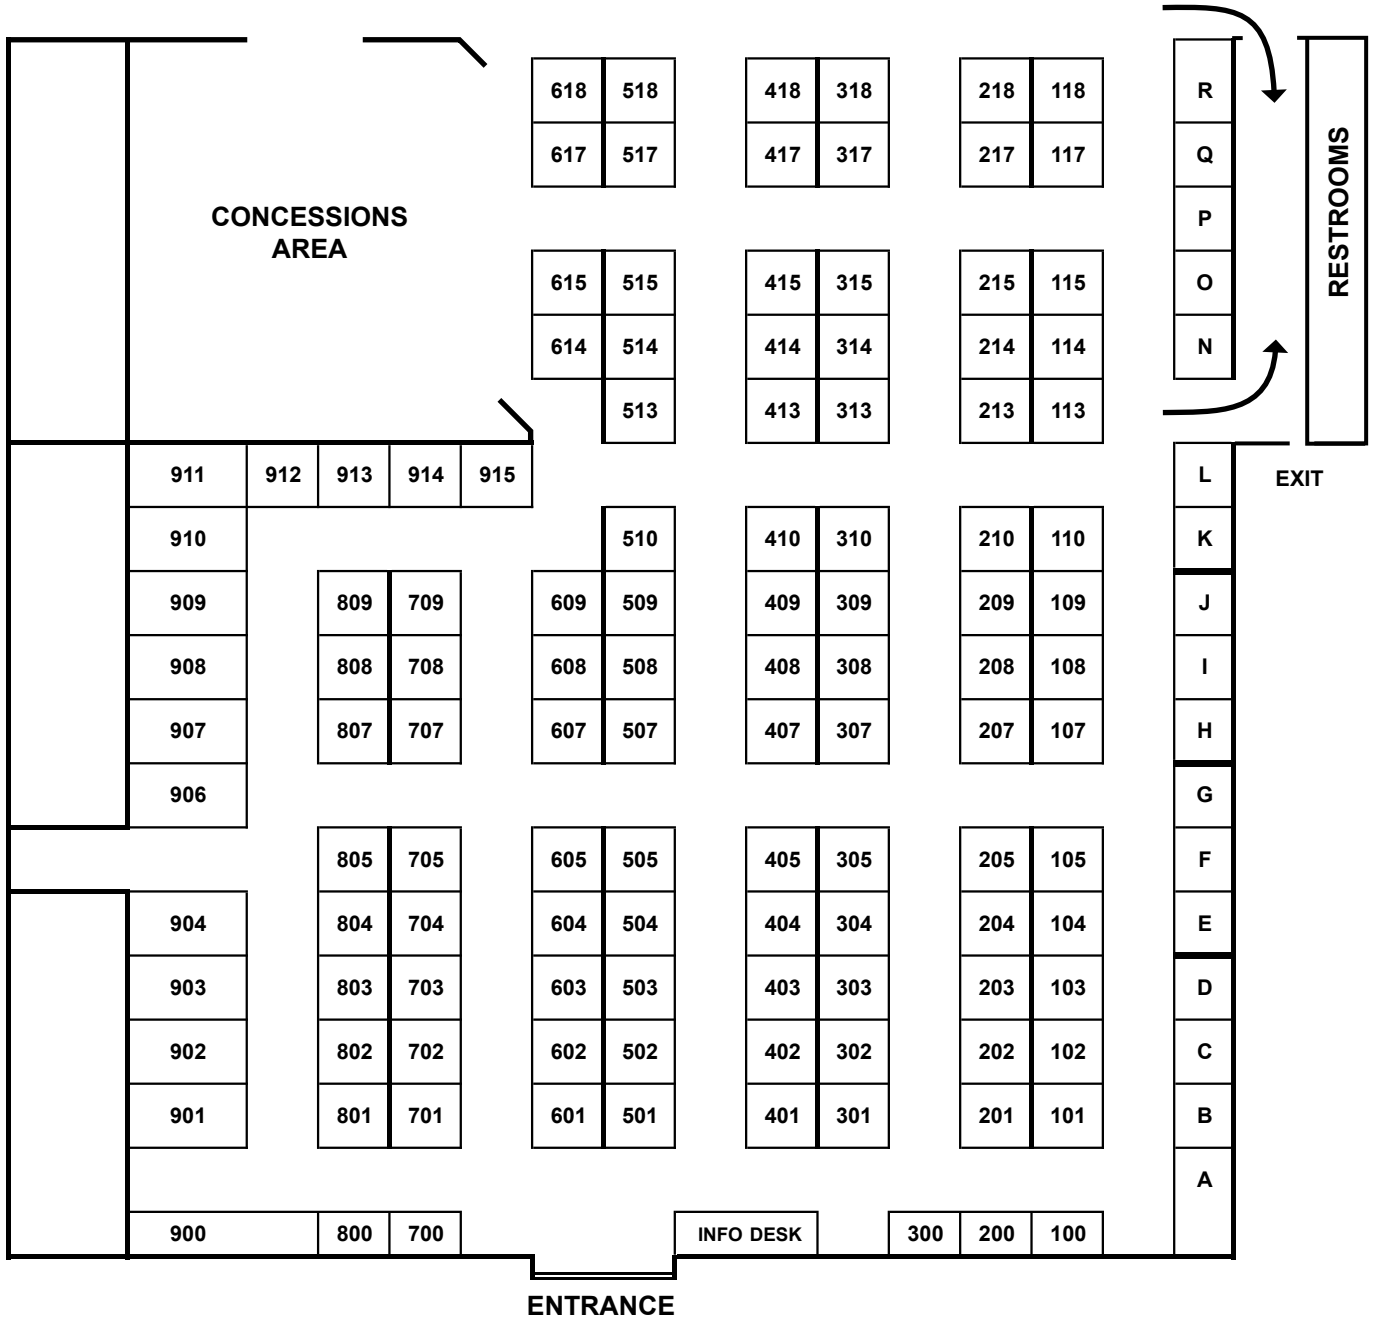 618 518 418 318 218 118 R
617 517 417 317 217 117 Q
RESTROOMS
CONCESSIONS
AREA
P
615 515 415 315 215 115 O
614 514 414 314 214 114 N
513 413 313 213 113
911 912 913 914 915 L EXIT
910 510 410 310 210 110 K
909 809 709 609 509 409 309 209 109 J
908 808 708 608 508 408 308 208 108 I
907 807 707 607 507 407 307 207 107 H
906 G
805 705 605 505 405 305 205 105 F
904 804 704 604 504 404 304 204 104 E
903 803 703 603 503 403 303 203 103 D
902 802 702 602 502 402 302 202 102 C
901 801 701 601 501 401 301 201 101 B
A
900 800 700 INFO DESK 300 200 100
ENTRANCE